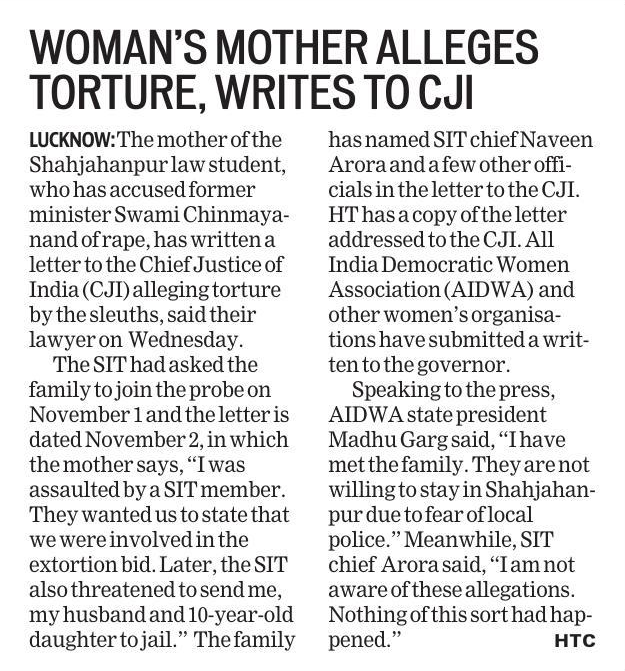 WOMAN'S MOTHER ALLEGES
TORTURE, WRITES TO CJI
LUCKNOW: The mother of the
Shahjahanpur law student,
who has accused former
minister Swami Chinmaya-
nand of rape, has written a
letter to the Chief Justice of
India (CJI) alleging torture
by the sleuths, said their
lawyer on Wednesday.
The SIT had asked the
family to join the probe on
November 1 and the letter is
dated November 2, in which
the mother says, “I was
assaulted by a SIT member.
They wanted us to state that
we were involved in the
extortion bid. Later, the SIT
also threatened to send me,
my husband and 10-year-old
daughter to jail.” The family
has named SIT chief Naveen
Arora and a few other offi-
cials in the letter to the CJI.
HT has a copy of the letter
addressed to the CJI. All
India Democratic Women
Association (AIDWA) and
other women's organisa-
tions have submitted a writ-
ten to the governor.
Speaking to the press,
AIDWA state president
Madhu Garg said, “I have
met the family. They are not
willing to stay in Shahjahan-
pur due to fear of local
police.” Meanwhile, SIT
chief Arora said, “I am not
aware of these allegations.
Nothing of this sort had hap-
pened.” HTC